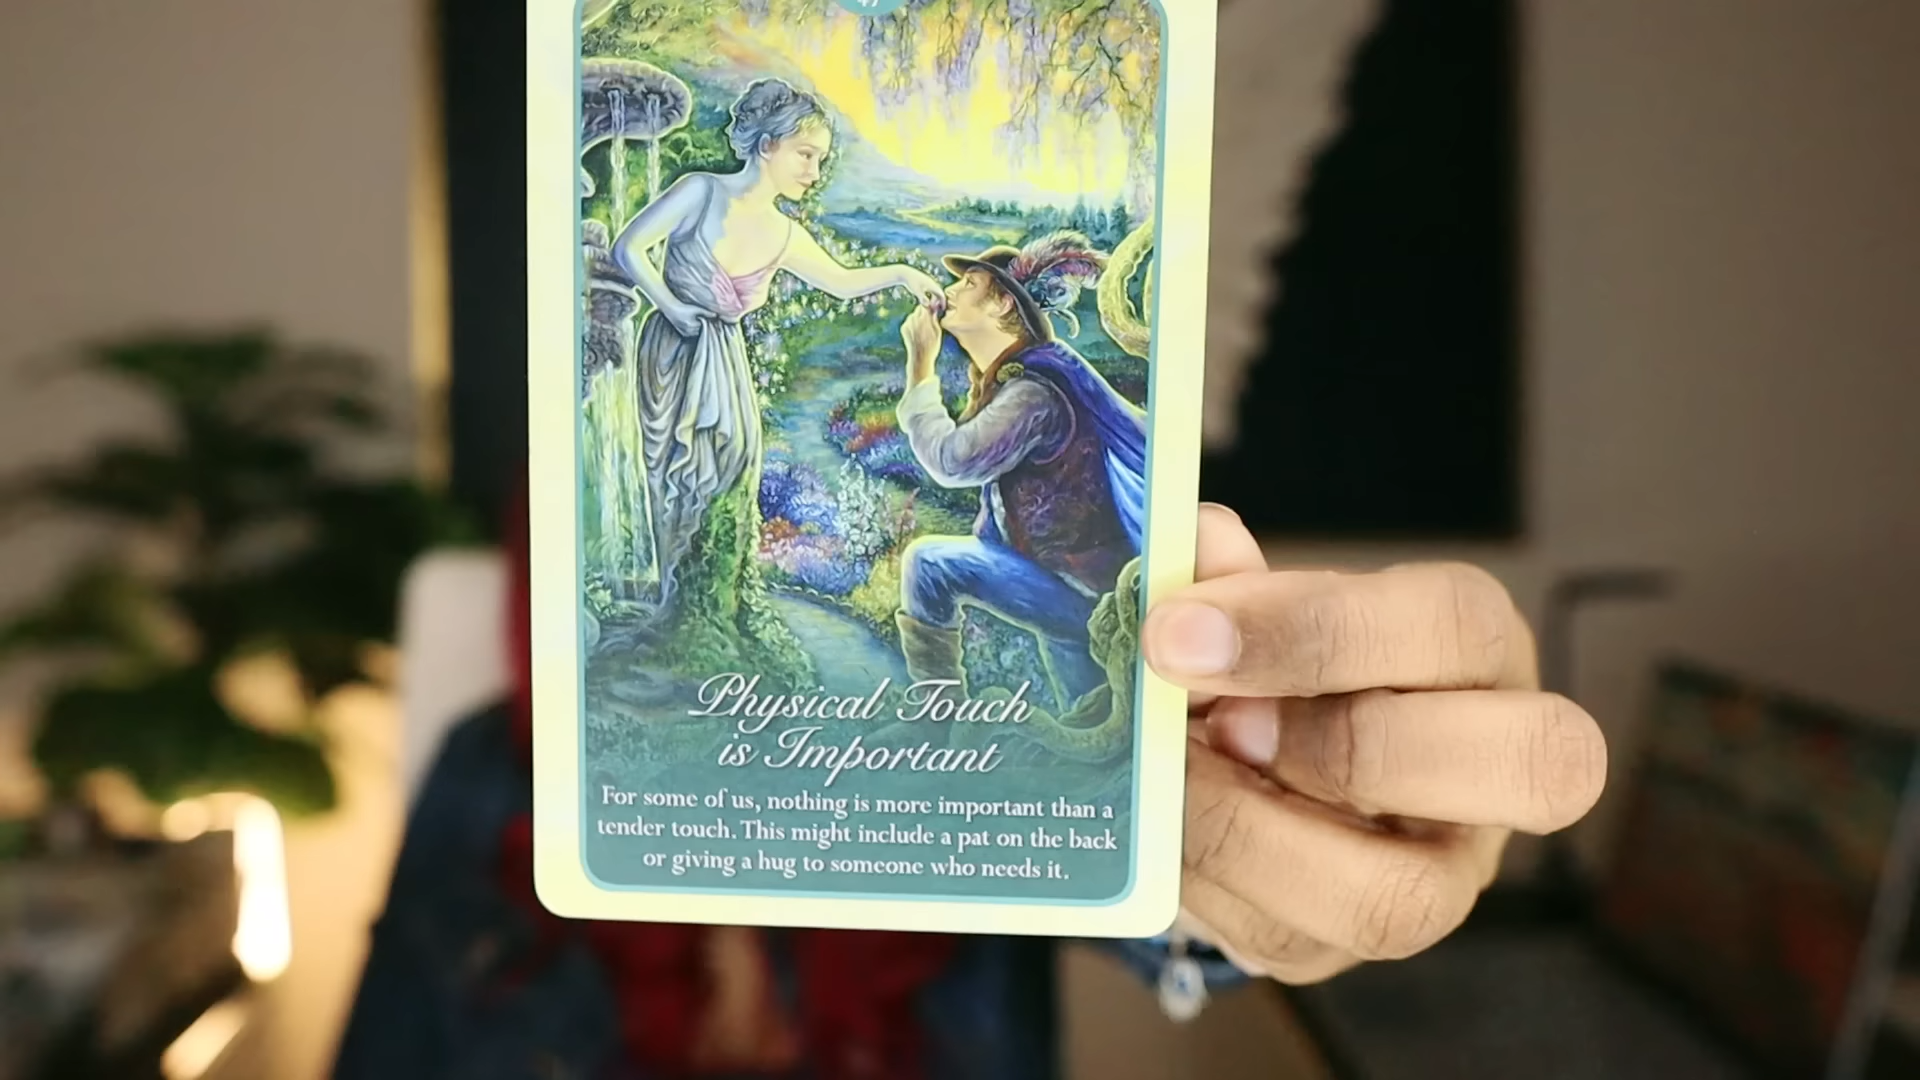 47
Physical Touch
is Important
For some of us, nothing is more important than a
tender touch. This might include a pat on the back
or giving a hug to someone who needs it.